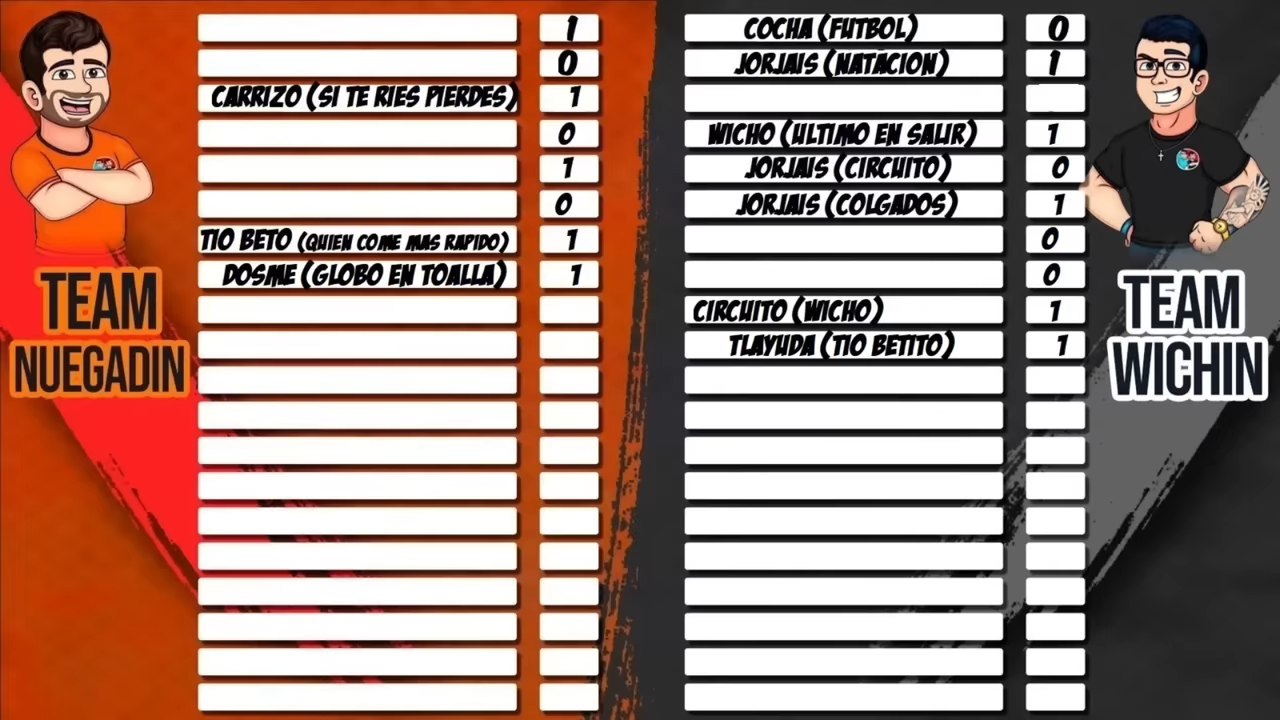 1 COCHA (FUTBOL) 0
0 JORJAIS (NATACION) 1
CARRIZO (SI TE RIES PIERDES) 1
0 WICHO (ULTIMO EN SALIR) 1
1 JORJAIS (CIRCUITO) 0
0 JORJAIS (COLGADOS) 1
TIO BETO (QUIEN COME MAS RAPIDO) 1 0
DOSME (GLOBO EN TOALLA) 1 0
CIRCUITO (WICHO) 1
TLAYUDA (TIO BETITO) 1
TEAM
NUEGADIN
TEAM
WICHIN